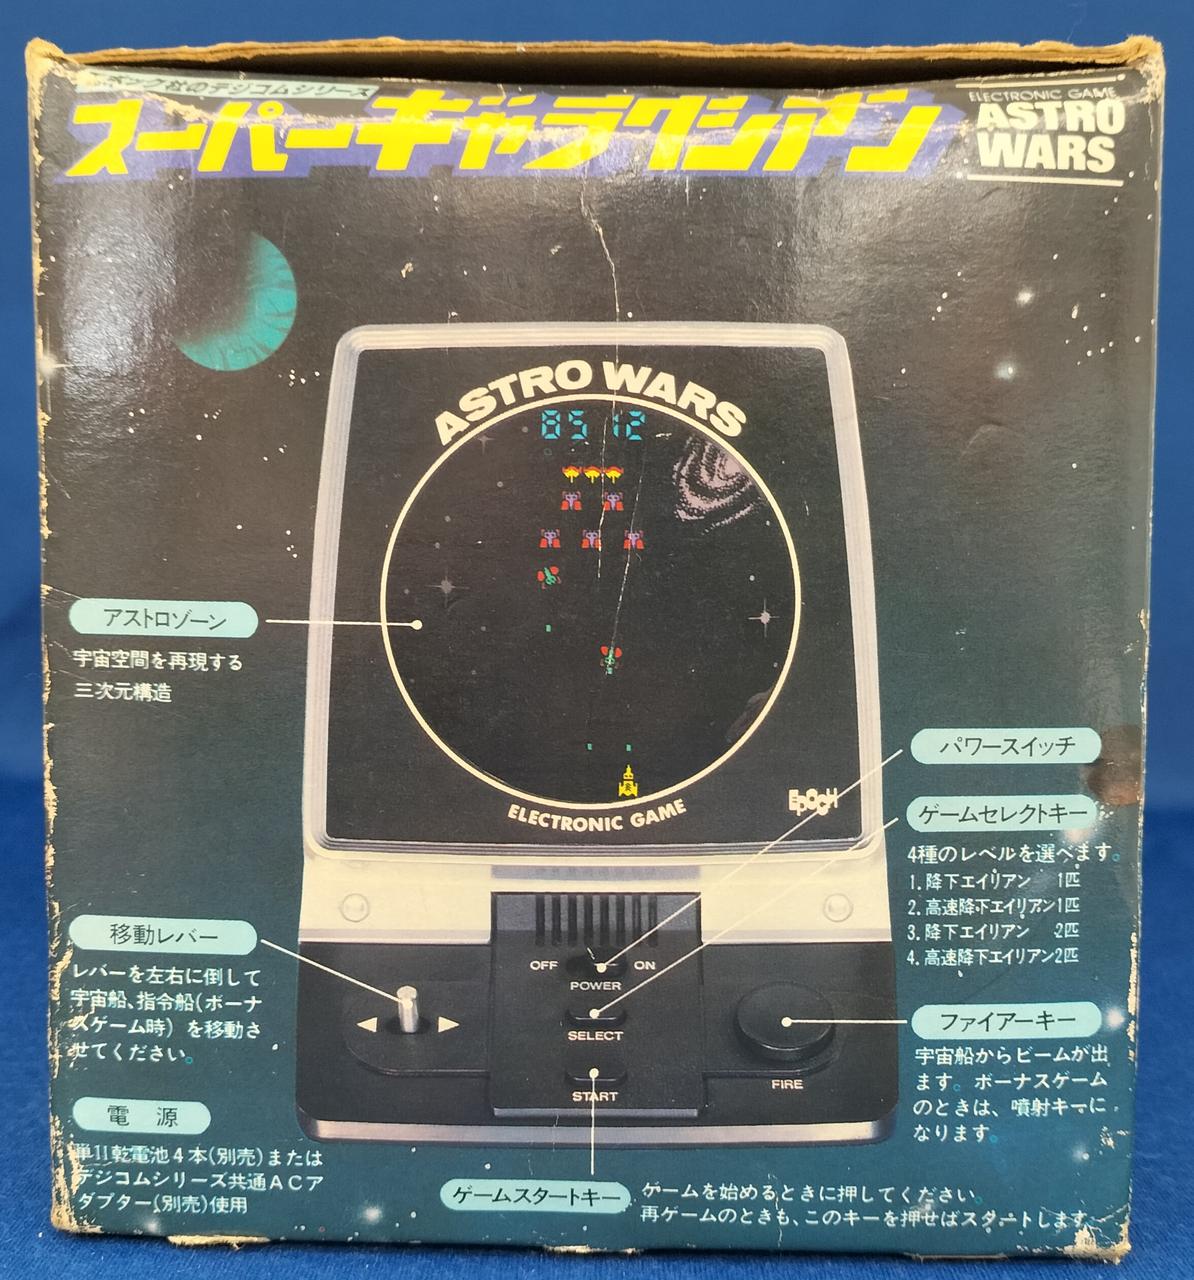 エポック社のデジコムシリーズ
スーパーギャラクシアン
ELECTRONIC GAME
ASTRO
WARS
ASTRO WARS
85 12
ELECTRONIC GAME
EPOCH
アストロゾーン
宇宙空間を再現する
三次元構造
パワースイッチ
ゲームセレクトキー
4種のレベルを選べます。
1.降下エイリアン 1匹
2.高速降下エイリアン1匹
3.降下エイリアン 2匹
4.高速降下エイリアン2匹
移動レバー
レバーを左右に倒して
宇宙船、指令船(ボーナ
スゲーム時)を移動さ
せてください。
OFF ON
POWER
SELECT
START
FIRE
ファイアーキー
宇宙船からビームが出
ます。ボーナスゲーム
のときは、噴射キーに
なります。
電源
単1乾電池4本(別売)または
デジコムシリーズ共通ACア
ダプター(別売)使用
ゲームスタートキー
ゲームを始めるときに押してください。
再ゲームのときも、このキーを押せばスタートします。